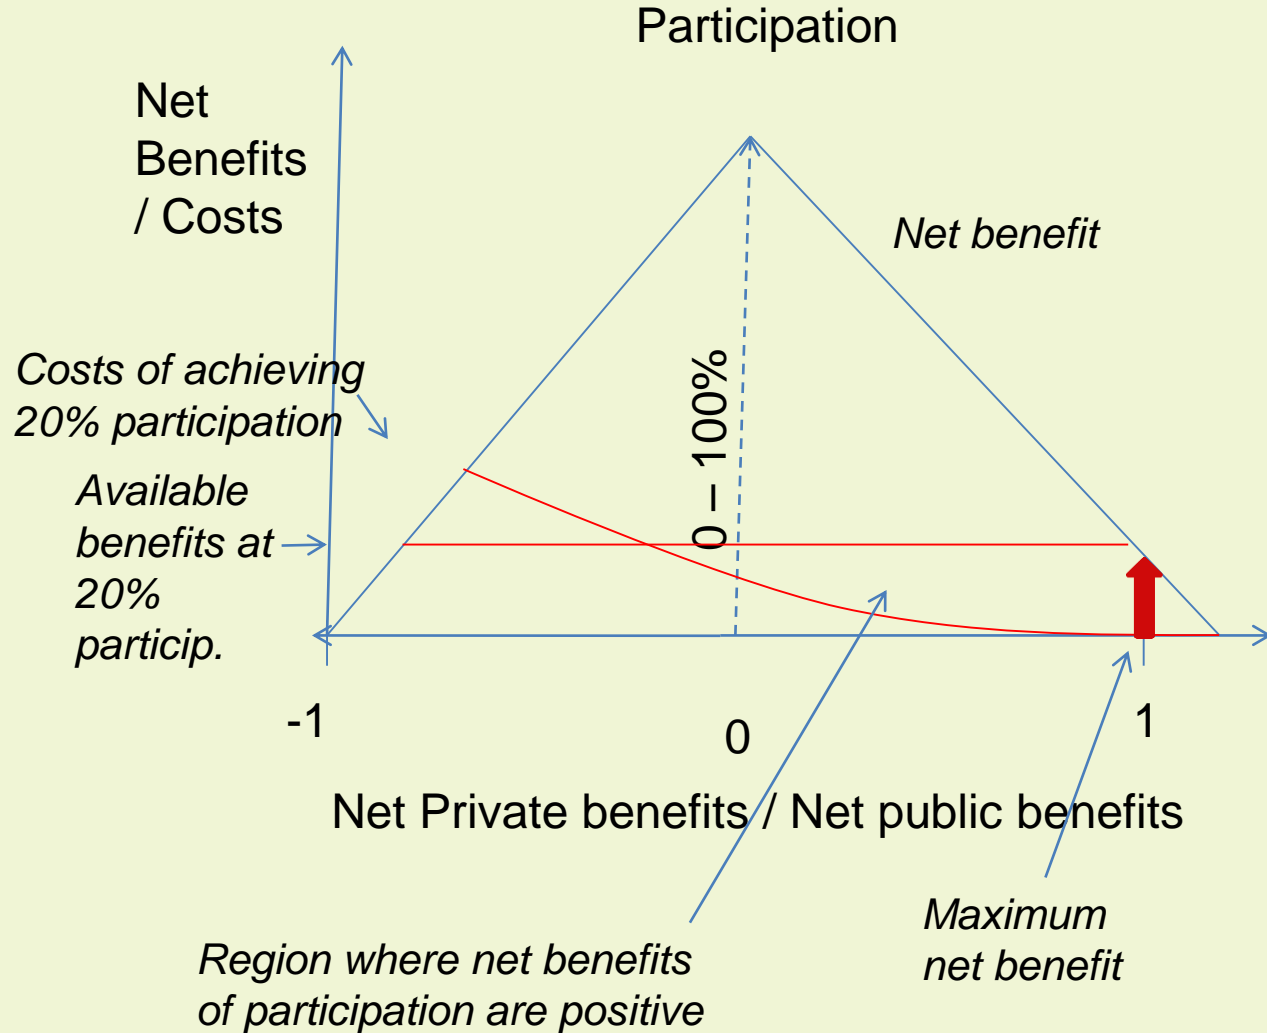 Participation
Net
Benefits
/ Costs
Net benefit
Costs of achieving
20% participation
0 – 100%
Available
benefits at
20%
particip.
-1
0
1
Net Private benefits / Net public benefits
Maximum
net benefit
Region where net benefits
of participation are positive